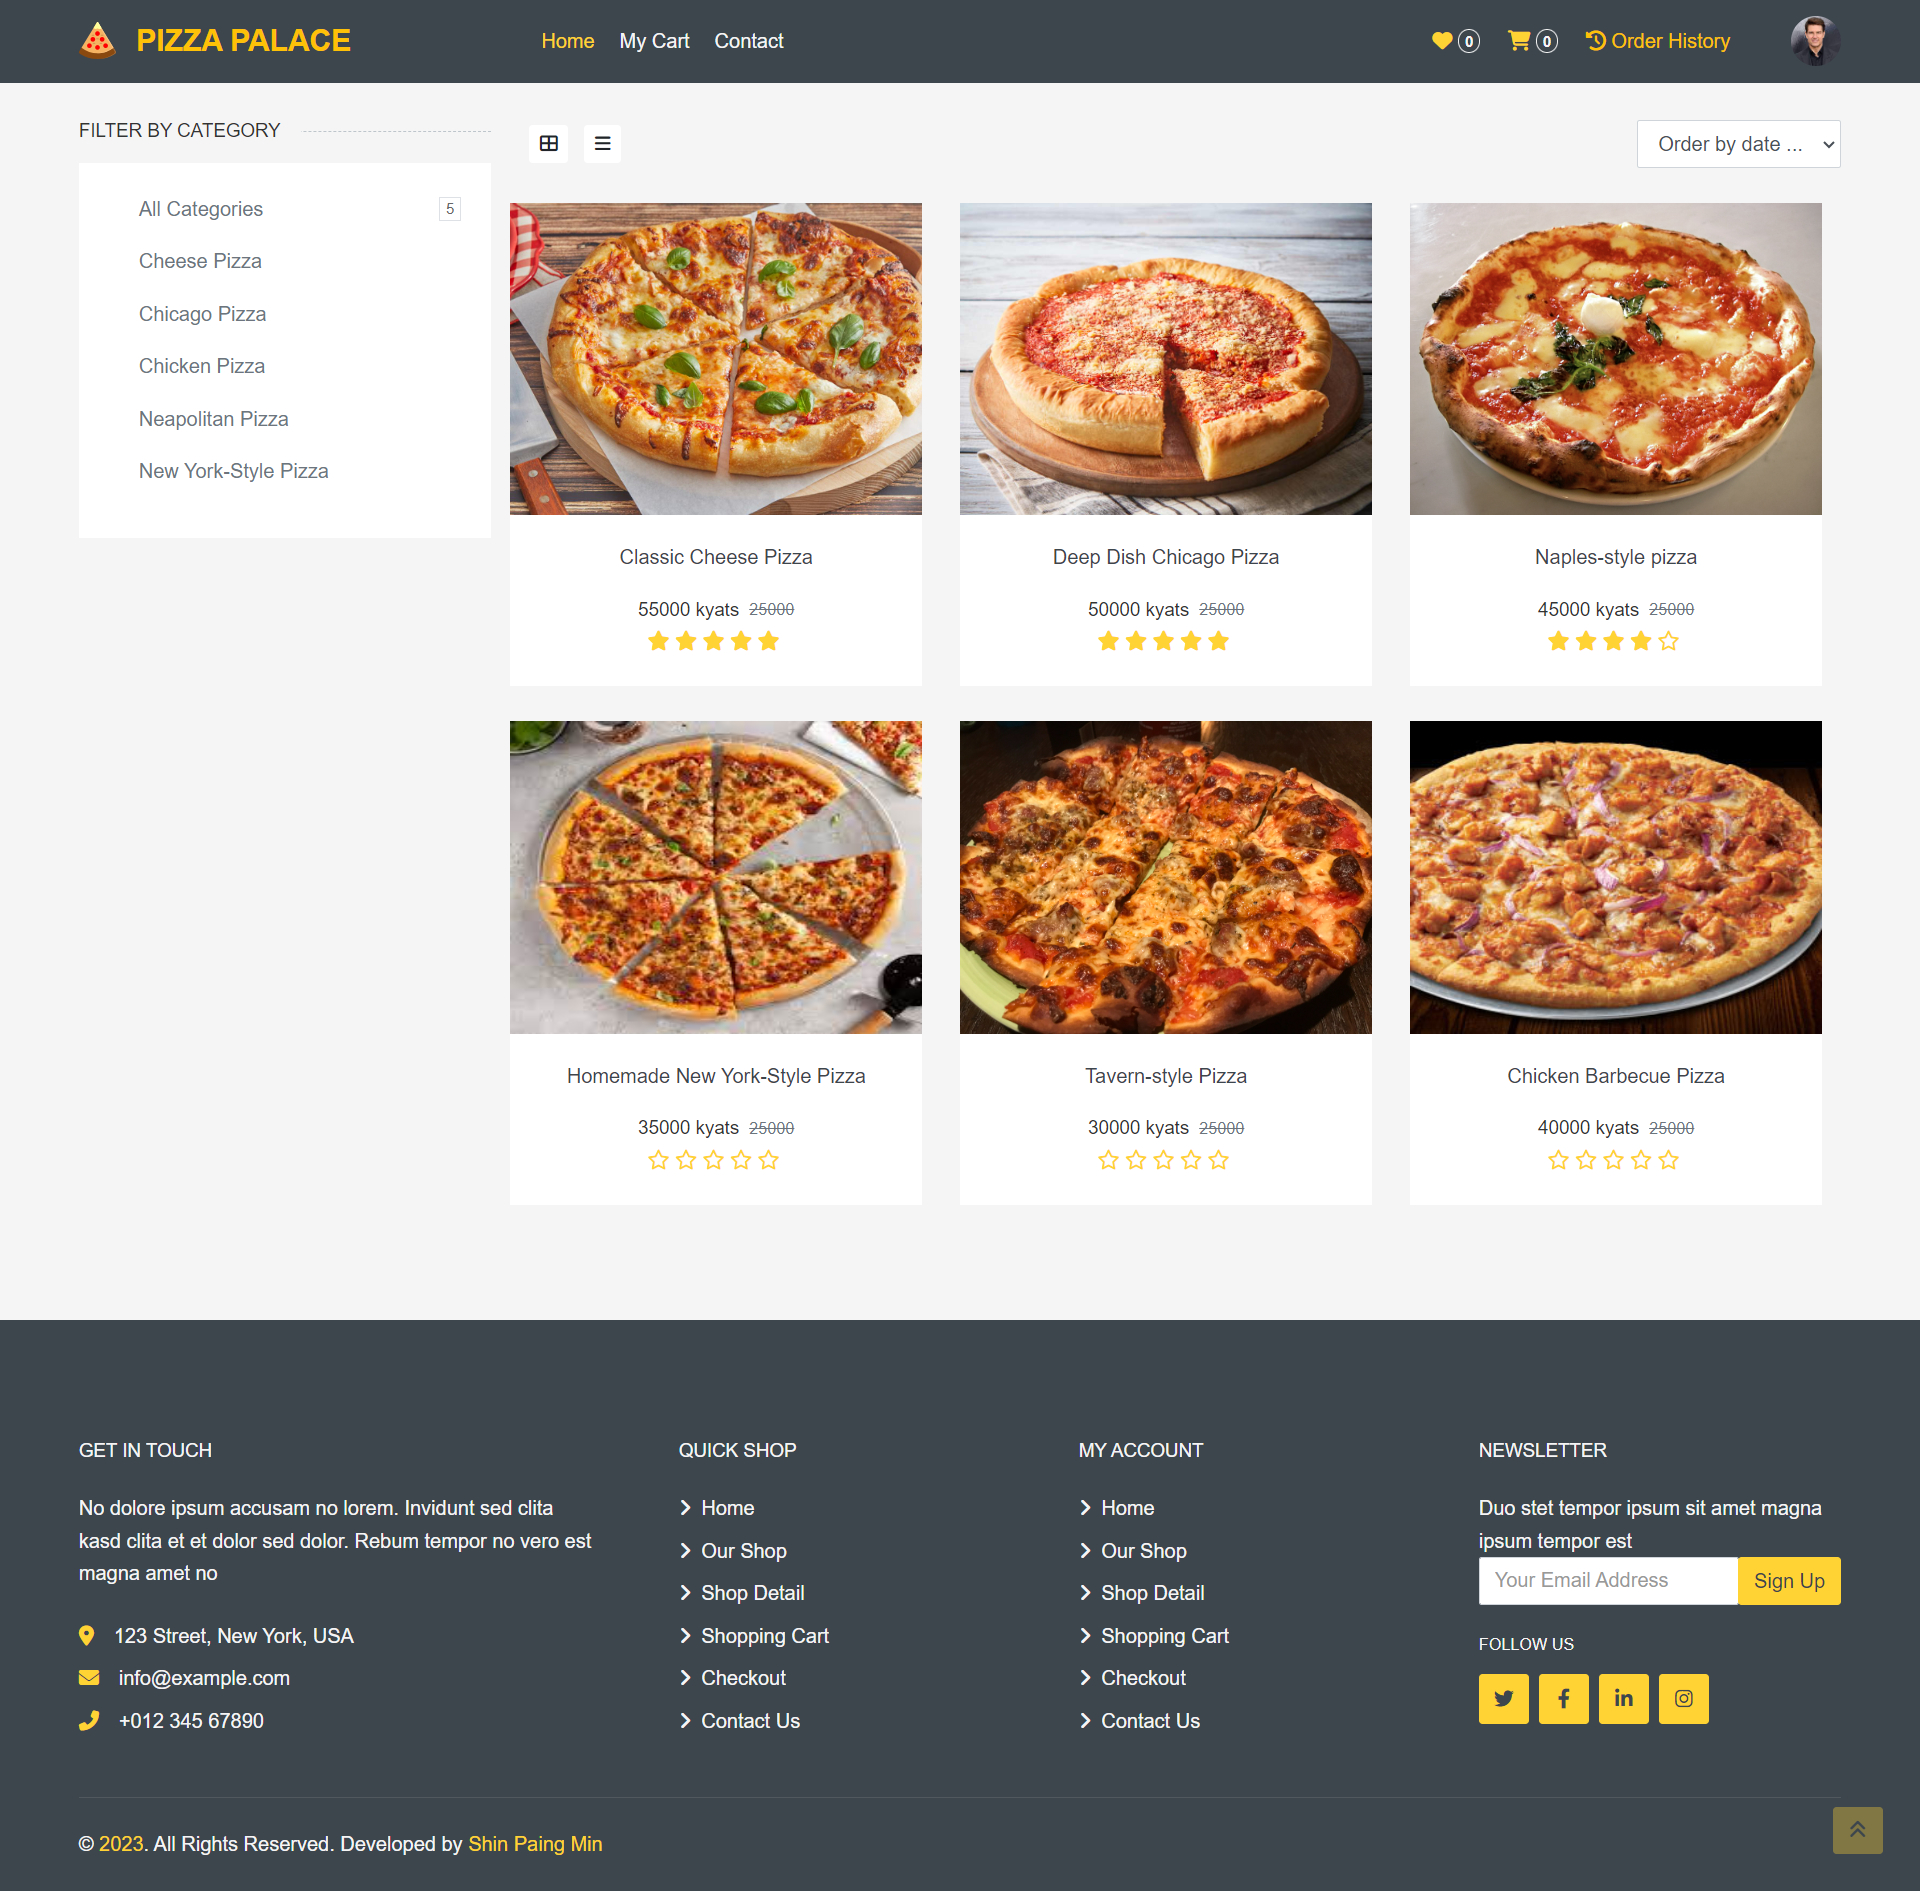 PIZZA PALACE
Home My Cart Contact
0 0 Order History
FILTER BY CATEGORY
All Categories 5
Cheese Pizza
Chicago Pizza
Chicken Pizza
Neapolitan Pizza
New York-Style Pizza
Order by date ...
Classic Cheese Pizza
55000 kyats 25000
Deep Dish Chicago Pizza
50000 kyats 25000
Naples-style pizza
45000 kyats 25000
Homemade New York-Style Pizza
35000 kyats 25000
Tavern-style Pizza
30000 kyats 25000
Chicken Barbecue Pizza
40000 kyats 25000
GET IN TOUCH
No dolore ipsum accusam no lorem. Invidunt sed clita
kasd clita et et dolor sed dolor. Rebum tempor no vero est
magna amet no
123 Street, New York, USA
info@example.com
+012 345 67890
QUICK SHOP
Home
Our Shop
Shop Detail
Shopping Cart
Checkout
Contact Us
MY ACCOUNT
Home
Our Shop
Shop Detail
Shopping Cart
Checkout
Contact Us
NEWSLETTER
Duo stet tempor ipsum sit amet magna
ipsum tempor est
Your Email Address Sign Up
FOLLOW US
© 2023. All Rights Reserved. Developed by Shin Paing Min